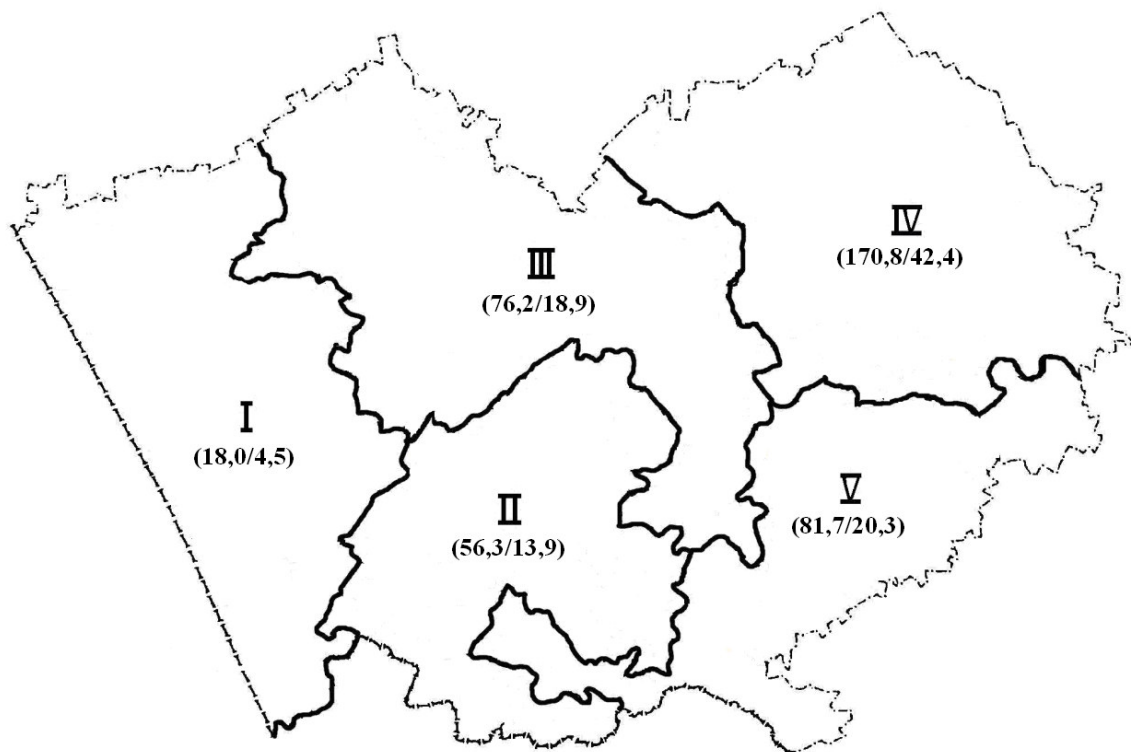 IV
(170,8/42,4)
III
(76,2/18,9)
I
(18,0/4,5)
II
(56,3/13,9)
V
(81,7/20,3)